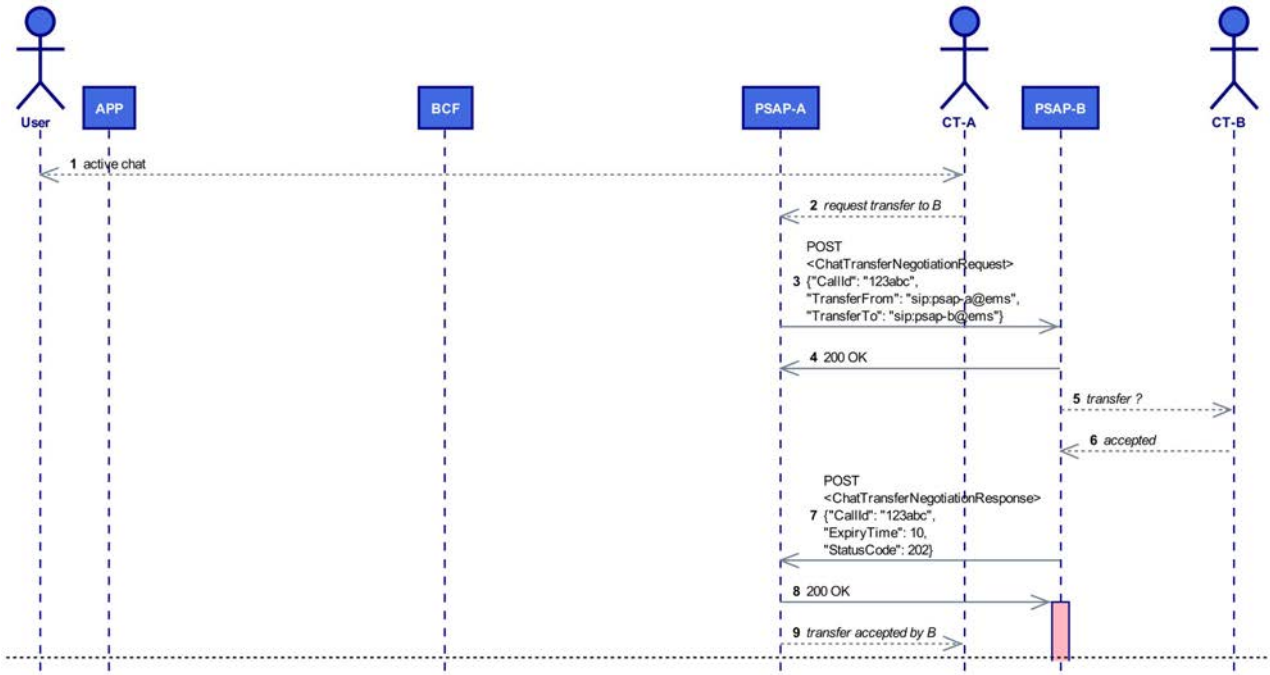 User
APP
BCF
PSAP-A
CT-A
PSAP-B
CT-B
1 active chat
2 request transfer to B
POST
<ChatTransferNegotiationRequest>
3 {"CallId": "123abc",
"TransferFrom": "sip:psap-a@ems",
"TransferTo": "sip:psap-b@ems"}
4 200 OK
5 transfer ?
6 accepted
POST
<ChatTransferNegotiationResponse>
7 {"CallId": "123abc",
"ExpiryTime": 10,
"StatusCode": 202}
8 200 OK
9 transfer accepted by B